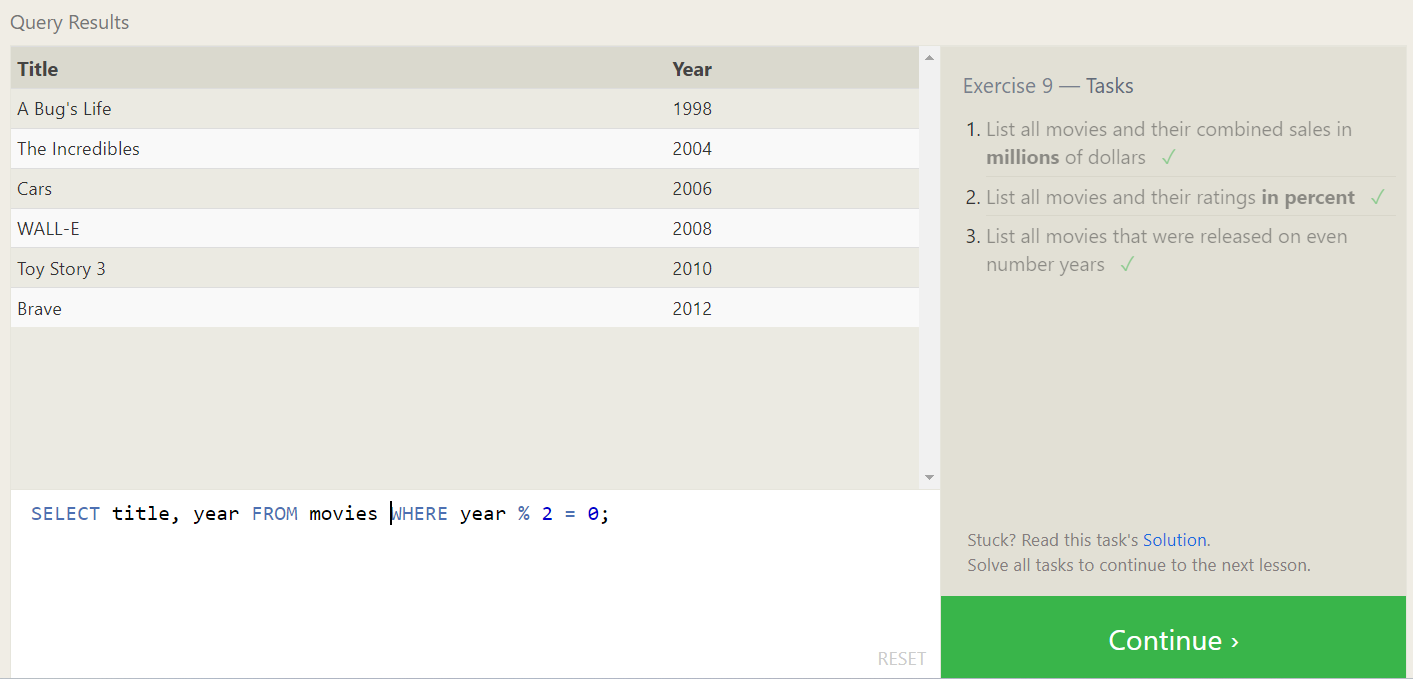 Query Results
Title Year
A Bug's Life 1998
The Incredibles 2004
Cars 2006
WALL-E 2008
Toy Story 3 2010
Brave 2012
SELECT title, year FROM movies WHERE year % 2 = 0;
RESET
Exercise 9 — Tasks
1. List all movies and their combined sales in
millions of dollars ✓
2. List all movies and their ratings in percent ✓
3. List all movies that were released on even
number years ✓
Stuck? Read this task's Solution.
Solve all tasks to continue to the next lesson.
Continue ›